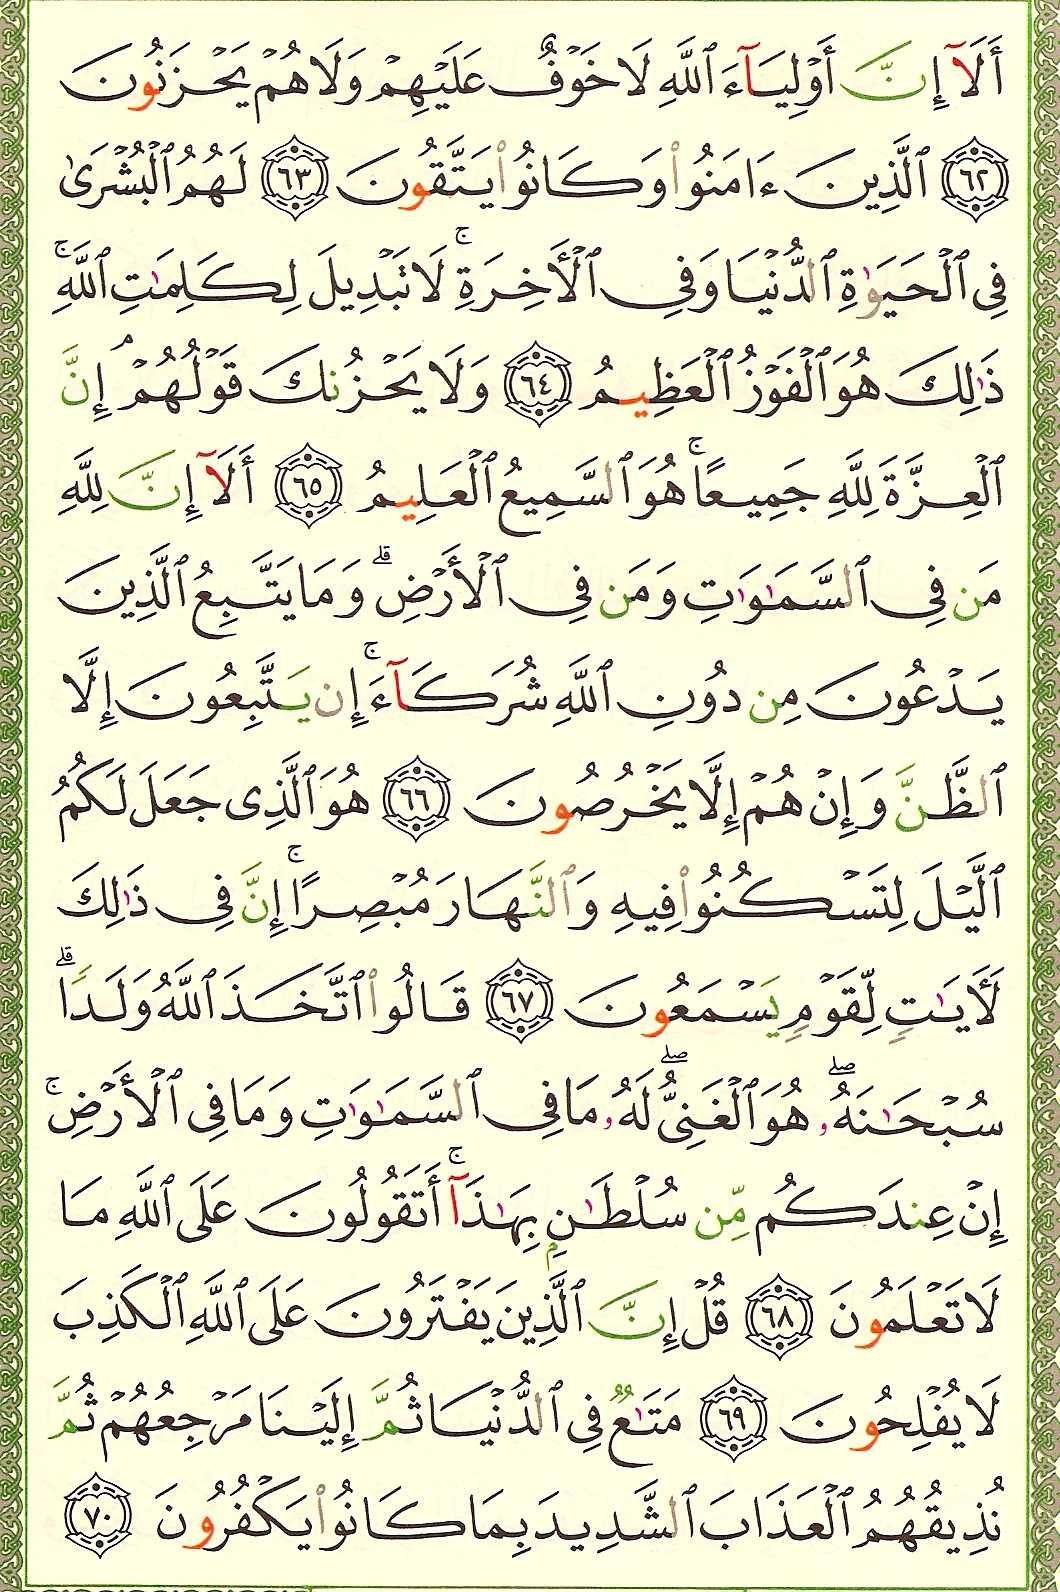 أَلَآ إِنَّ أَوْلِيَآءَ ٱللَّهِ لَا خَوْفٌ عَلَيْهِمْ وَلَا هُمْ يَحْزَنُونَ
٦٢ ٱلَّذِينَ ءَامَنُوا۟ وَكَانُوا۟ يَتَّقُونَ ٦٣ لَهُمُ ٱلْبُشْرَىٰ
فِى ٱلْحَيَوٰةِ ٱلدُّنْيَا وَفِى ٱلْـَٔاخِرَةِ ۚ لَا تَبْدِيلَ لِكَلِمَـٰتِ ٱللَّهِ ۚ
ذَٰلِكَ هُوَ ٱلْفَوْزُ ٱلْعَظِيمُ ٦٤ وَلَا يَحْزُنكَ قَوْلُهُمْ ۘ إِنَّ
ٱلْعِزَّةَ لِلَّهِ جَمِيعًا ۚ هُوَ ٱلسَّمِيعُ ٱلْعَلِيمُ ٦٥ أَلَآ إِنَّ لِلَّهِ
مَن فِى ٱلسَّمَـٰوَٰتِ وَمَن فِى ٱلْأَرْضِ ۗ وَمَا يَتَّبِعُ ٱلَّذِينَ
يَدْعُونَ مِن دُونِ ٱللَّهِ شُرَكَآءَ ۚ إِن يَتَّبِعُونَ إِلَّا
ٱلظَّنَّ وَإِنْ هُمْ إِلَّا يَخْرُصُونَ ٦٦ هُوَ ٱلَّذِى جَعَلَ لَكُمُ
ٱلَّيْلَ لِتَسْكُنُوا۟ فِيهِ وَٱلنَّهَارَ مُبْصِرًا ۚ إِنَّ فِى ذَٰلِكَ
لَـَٔايَـٰتٍ لِّقَوْمٍ يَسْمَعُونَ ٦٧ قَالُوا۟ ٱتَّخَذَ ٱللَّهُ وَلَدًا ۗ
سُبْحَـٰنَهُۥ ۖ هُوَ ٱلْغَنِىُّ ۖ لَهُۥ مَا فِى ٱلسَّمَـٰوَٰتِ وَمَا فِى ٱلْأَرْضِ ۚ
إِنْ عِندَكُم مِّن سُلْطَـٰنٍۭ بِهَـٰذَآ ۚ أَتَقُولُونَ عَلَى ٱللَّهِ مَا
لَا تَعْلَمُونَ ٦٨ قُلْ إِنَّ ٱلَّذِينَ يَفْتَرُونَ عَلَى ٱللَّهِ ٱلْكَذِبَ
لَا يُفْلِحُونَ ٦٩ مَتَـٰعٌ فِى ٱلدُّنْيَا ثُمَّ إِلَيْنَا مَرْجِعُهُمْ ثُمَّ
نُذِيقُهُمُ ٱلْعَذَابَ ٱلشَّدِيدَ بِمَا كَانُوا۟ يَكْفُرُونَ ٧٠